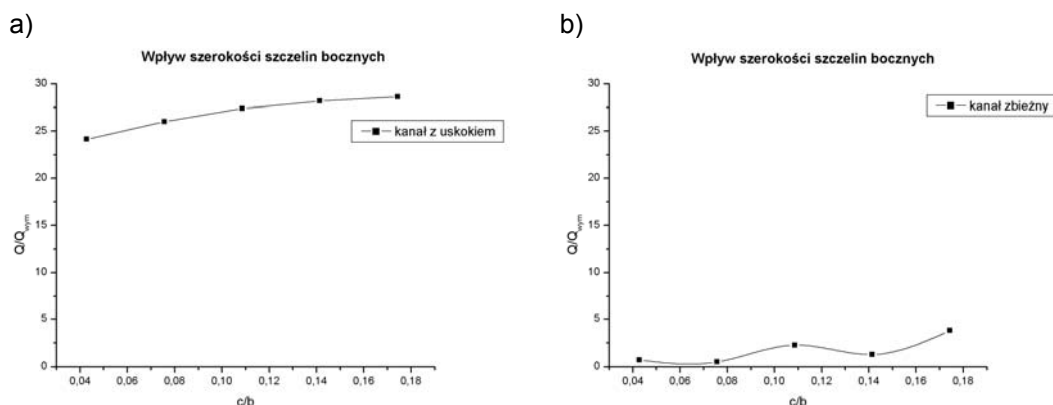 a)
Wpływ szerokości szczelin bocznych
30
25
20
15
10
5
0
Q/Qwym
kanał z uskokiem
0,04 0,06 0,08 0,10 0,12 0,14 0,16 0,18
c/b
b)
Wpływ szerokości szczelin bocznych
30
25
20
15
10
5
0
Q/Qwym
kanał zbieżny
0,04 0,06 0,08 0,10 0,12 0,14 0,16 0,18
c/b